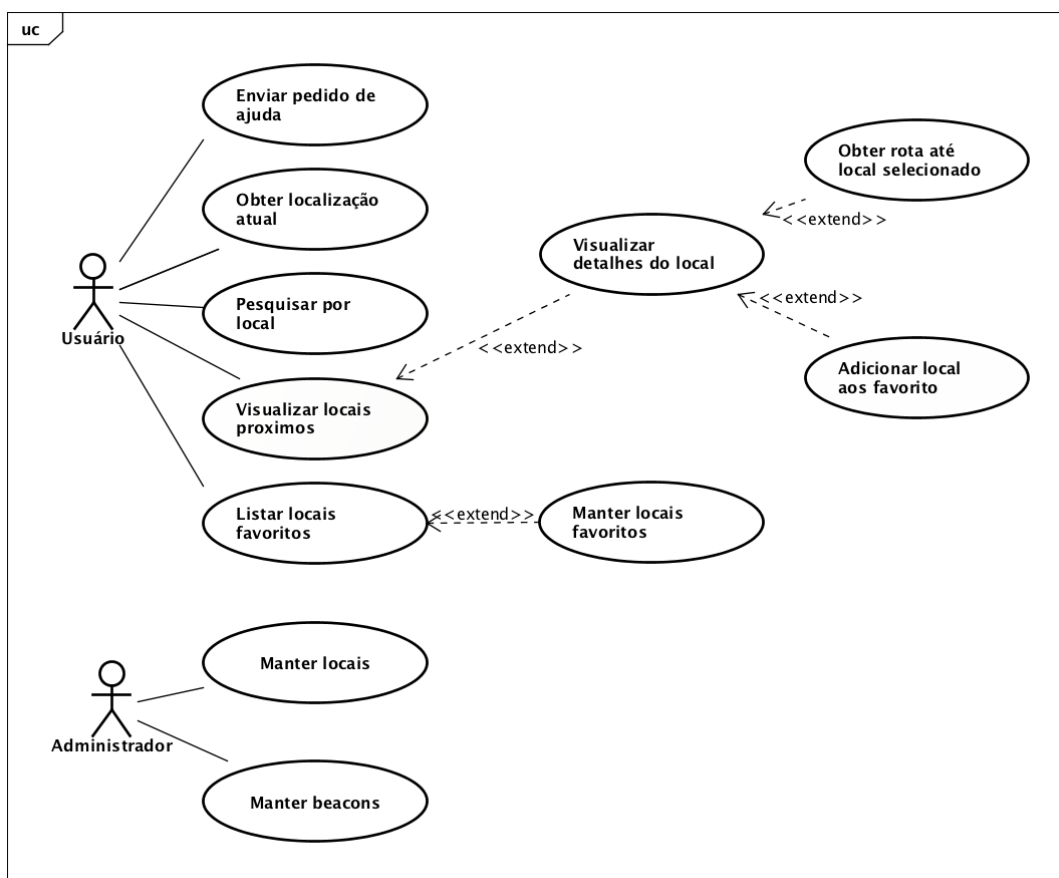 uc
Enviar pedido de
ajuda
Obter localização
atual
Pesquisar por
local
Usuário
Visualizar locais
proximos
Listar locais
favoritos
Visualizar
detalhes do local
<<extend>>
Obter rota até
local selecionado
<<extend>>
<<extend>>
Adicionar local
aos favorito
<<extend>>
Manter locais
favoritos
Manter locais
Administrador
Manter beacons